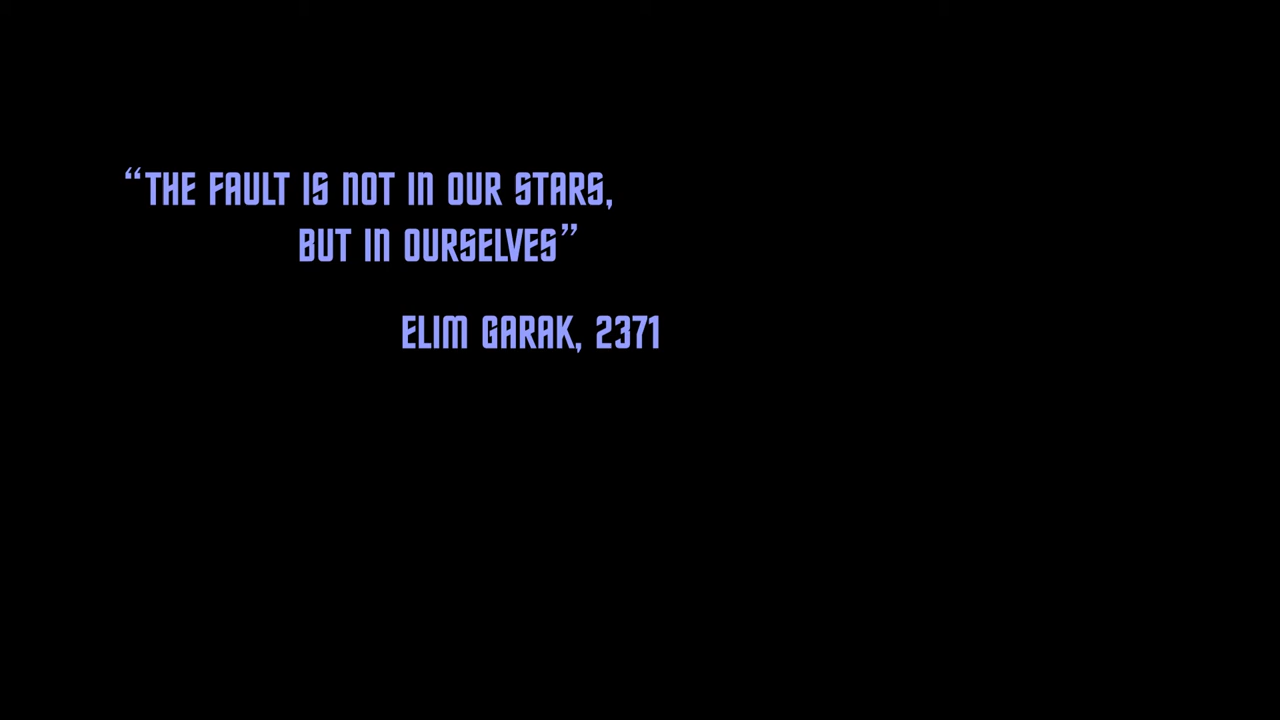 “THE FAULT IS NOT IN OUR STARS,
BUT IN OURSELVES”
ELIM GARAK, 2371